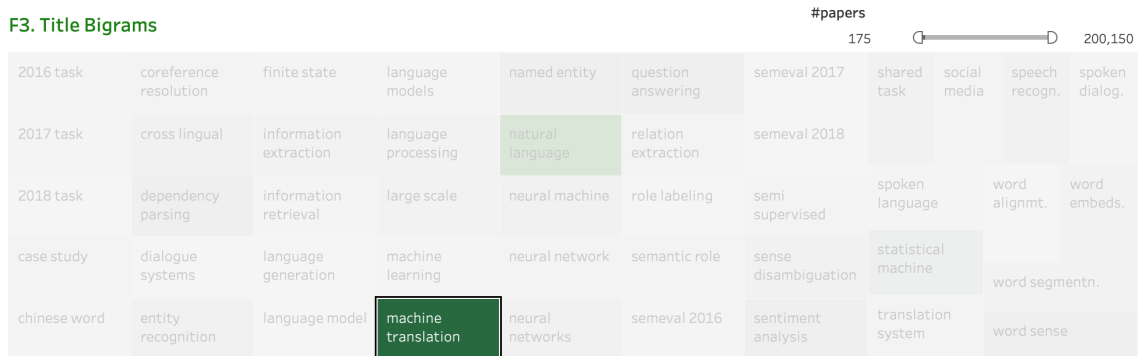 F3. Title Bigrams
#papers
175
200,150
2016 task
coreference
resolution
finite state
language
models
named entity
question
answering
semeval 2017
shared
task
social
media
speech
recogn.
spoken
dialog.
2017 task
cross lingual
information
extraction
language
processing
natural
language
relation
extraction
semeval 2018
2018 task
dependency
parsing
information
retrieval
large scale
neural machine
role labeling
semi
supervised
spoken
language
word
alignmt.
word
embeds.
case study
dialogue
systems
language
generation
machine
learning
neural network
semantic role
sense
disambiguation
statistical
machine
word segmentn.
chinese word
entity
recognition
language model
machine
translation
neural
networks
semeval 2016
sentiment
analysis
translation
system
word sense